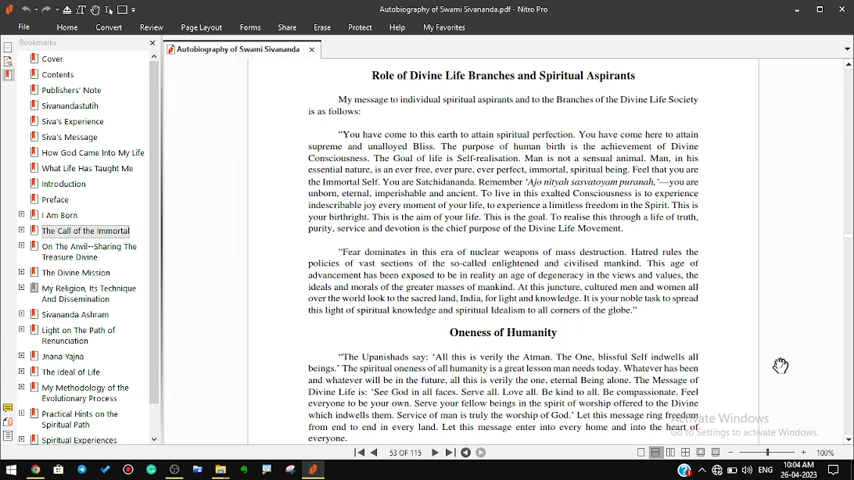 Autobiography of Swami Sivananda.pdf - Nitro Pro
File Home Convert Review Page Layout Forms Share Erase Protect Help My Favorites
Bookmarks
Autobiography of Swami Sivananda
Cover
Contents
Publishers' Note
Sivanandastutih
Siva's Experience
Siva's Message
How God Came Into My Life
What Life Has Taught Me
Introduction
Preface
I Am Born
The Call of the Immortal
On The Anvil--Sharing The
Treasure Divine
The Divine Mission
My Religion, Its Technique
And Dissemination
Sivananda Ashram
Light on The Path of
Renunciation
Jnana Yajna
The Ideal of Life
My Methodology of the
Evolutionary Process
Practical Hints on the
Spiritual Path
Spiritual Experiences
Role of Divine Life Branches and Spiritual Aspirants
My message to individual spiritual aspirants and to the Branches of the Divine Life Society
is as follows:
“You have come to this earth to attain spiritual perfection. You have come here to attain
supreme and unalloyed Bliss. The purpose of human birth is the achievement of Divine
Consciousness. The Goal of life is Self-realisation. Man is not a sensual animal. Man, in his
essential nature, is an ever free, ever pure, ever perfect, immortal, spiritual being. Feel that you are
the Immortal Self. You are Satchidananda. Remember ‘Ajo nityah sasvatoyam puranah,’—you are
unborn, eternal, imperishable and ancient. To live in this exalted Consciousness is to experience
indescribable joy every moment of your life, to experience a limitless freedom in the Spirit. This is
your birthright. This is the aim of your life. This is the goal. To realise this through a life of truth,
purity, service and devotion is the chief purpose of the Divine Life Movement.
“Fear dominates in this era of nuclear weapons of mass destruction. Hatred rules the
policies of vast sections of the so-called enlightened and civilised mankind. This age of
advancement has been exposed to be in reality an age of degeneracy in the views and values, the
ideals and morals of the greater masses of mankind. At this juncture, cultured men and women all
over the world look to the sacred land, India, for light and knowledge. It is your noble task to spread
this light of spiritual knowledge and spiritual Idealism to all corners of the globe.”
Oneness of Humanity
“The Upanishads say: ‘All this is verily the Atman. The One, blissful Self indwells all
beings.’ The spiritual oneness of all humanity is a great lesson man needs today. Whatever has been
and whatever will be in the future, all this is verily the one, eternal Being alone. The Message of
Divine Life is: ‘See God in all faces. Serve all. Love all. Be kind to all. Be compassionate. Feel
everyone to be your own. Serve your fellow beings in the spirit of worship offered to the Divine
which indwells them. Service of man is truly the worship of God.’ Let this message ring freedom
from end to end in every land. Let this message enter into every home and into the heart of
everyone.
Activate Windows
Go to Settings to activate Windows.
53 OF 115
100%
ENG
10:04 AM
26-04-2023